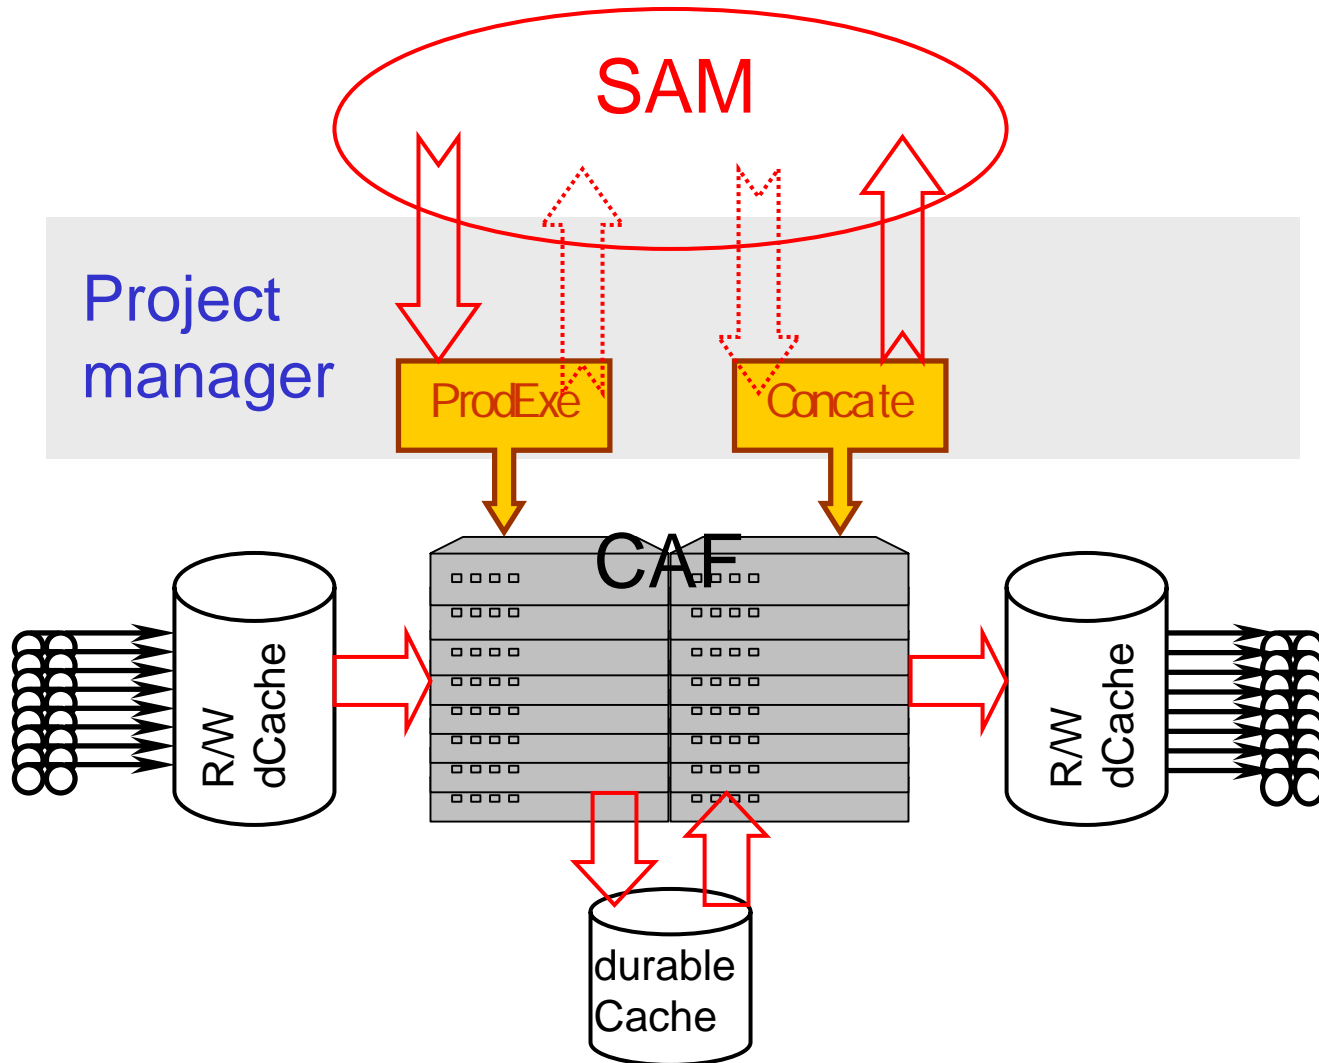 SAM
Project
manager
ProdExe
Concate
CAF
R/W
dCache
R/W
dCache
durable
Cache